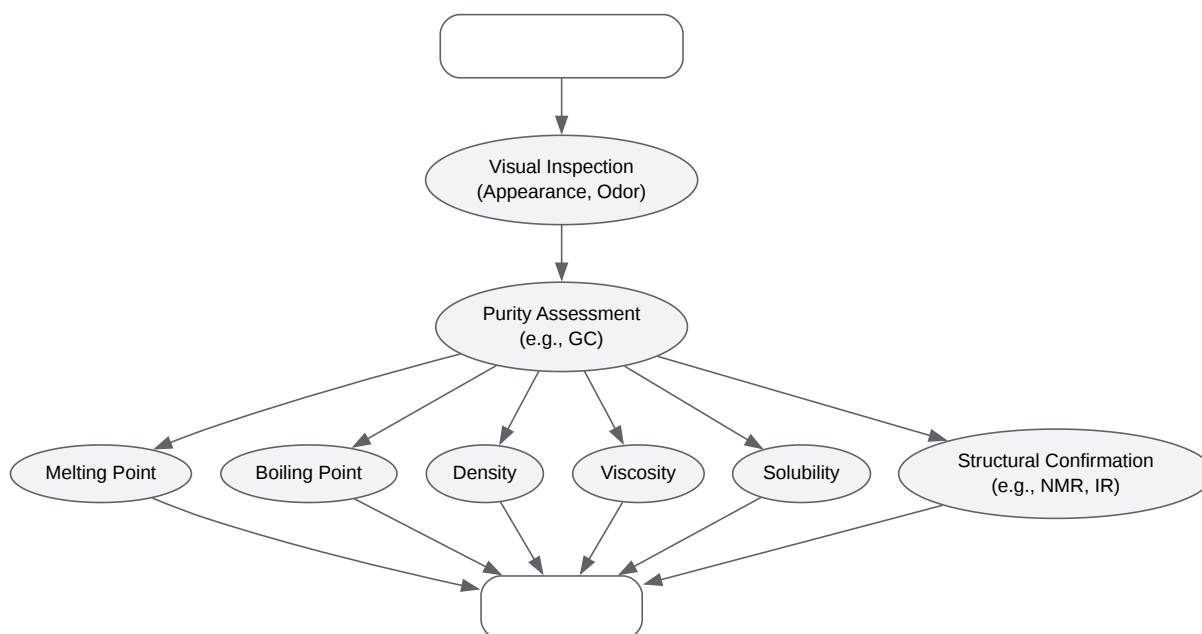 Visual Inspection
(Appearance, Odor)
Purity Assessment
(e.g., GC)
Melting Point
Boiling Point
Density
Viscosity
Solubility
Structural Confirmation
(e.g., NMR, IR)